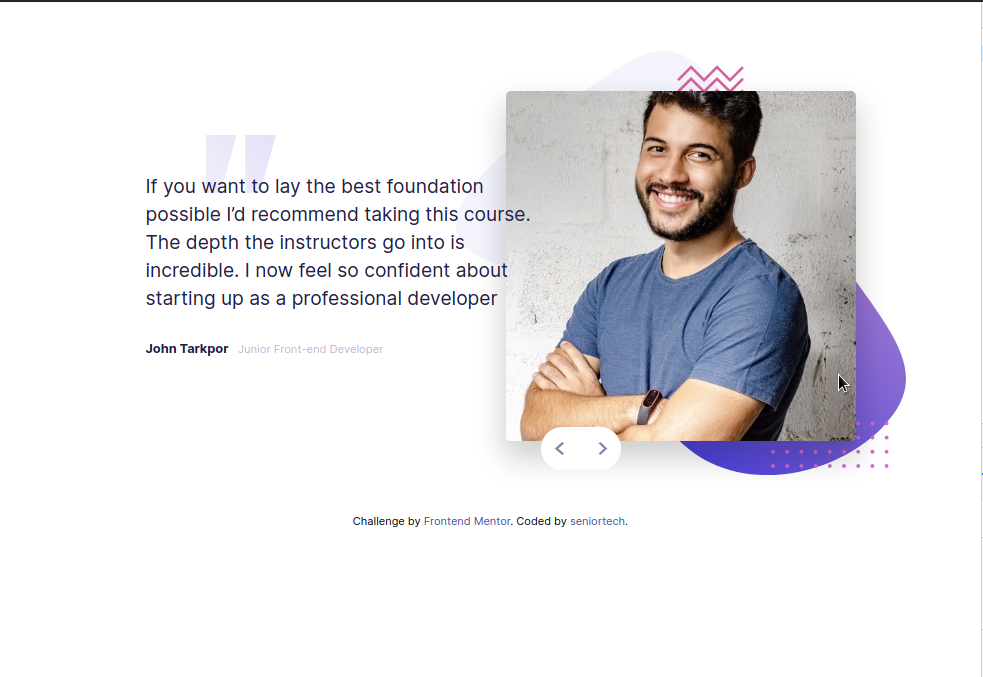 If you want to lay the best foundation
possible I’d recommend taking this course.
The depth the instructors go into is
incredible. I now feel so confident about
starting up as a professional developer
John Tarkpor Junior Front-end Developer
Challenge by Frontend Mentor. Coded by seniortech.